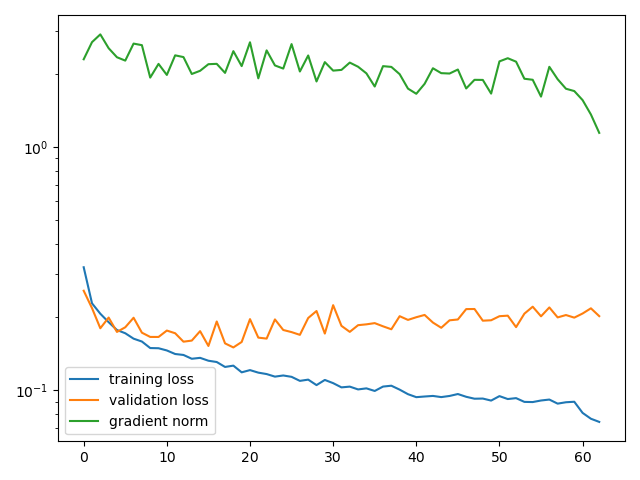 10⁰
10⁻¹
training loss
validation loss
gradient norm
0 10 20 30 40 50 60